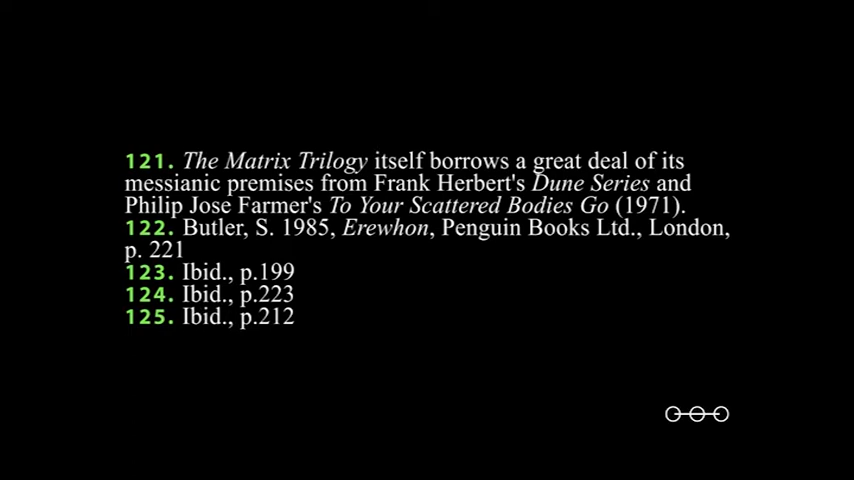 121. The Matrix Trilogy itself borrows a great deal of its
messianic premises from Frank Herbert's Dune Series and
Philip Jose Farmer's To Your Scattered Bodies Go (1971).
122. Butler, S. 1985, Erewhon, Penguin Books Ltd., London,
p. 221
123. Ibid., p.199
124. Ibid., p.223
125. Ibid., p.212